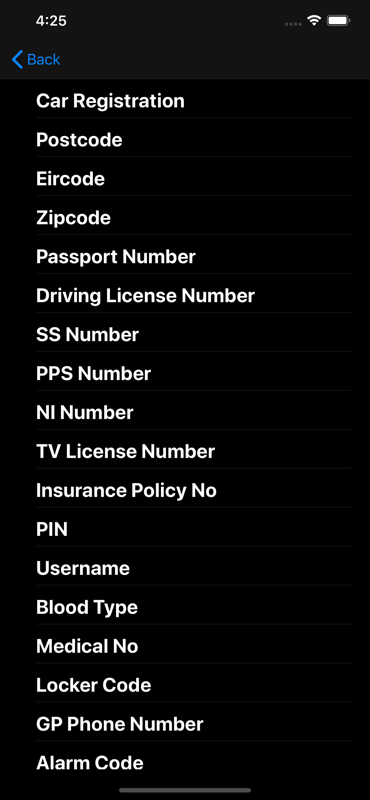 4:25
Back
Car Registration
Postcode
Eircode
Zipcode
Passport Number
Driving License Number
SS Number
PPS Number
NI Number
TV License Number
Insurance Policy No
PIN
Username
Blood Type
Medical No
Locker Code
GP Phone Number
Alarm Code